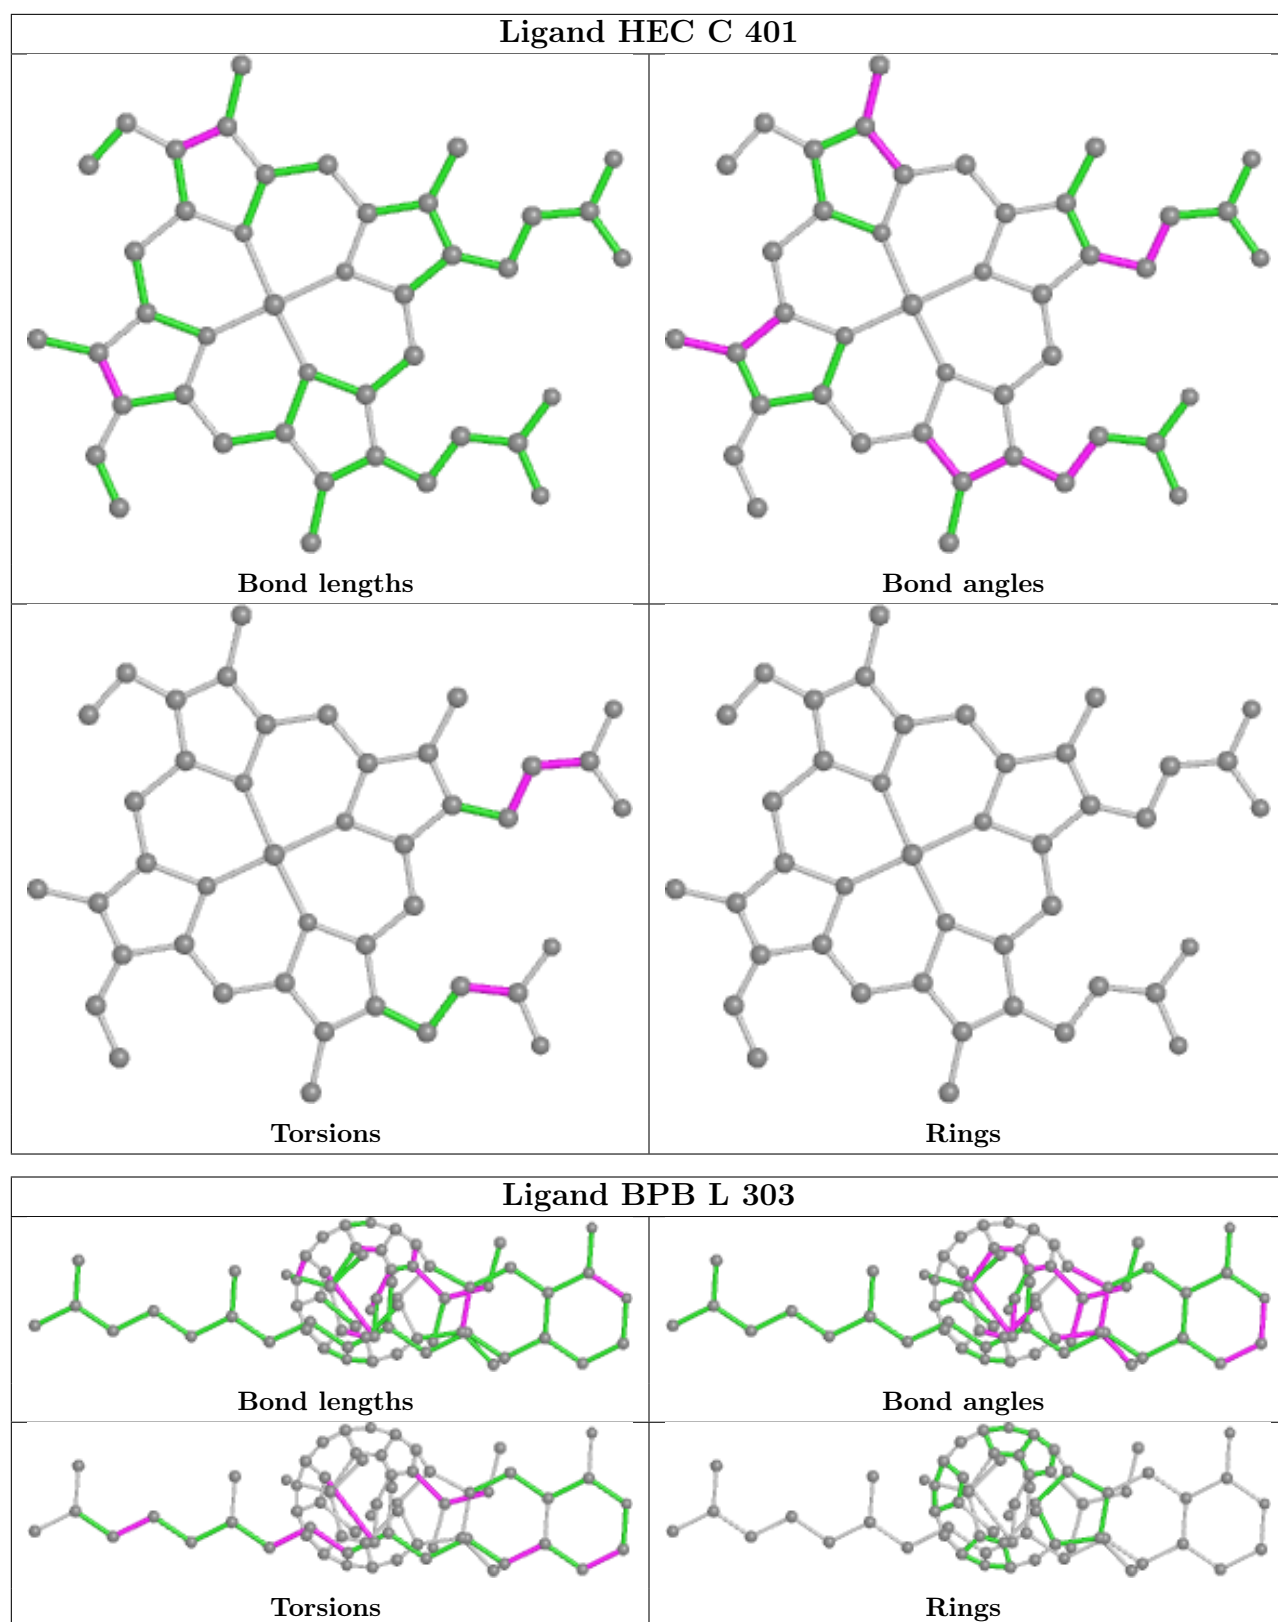 Ligand HEC C 401
Bond lengths
Bond angles
Torsions
Rings
Ligand BPB L 303
Bond lengths
Bond angles
Torsions
Rings